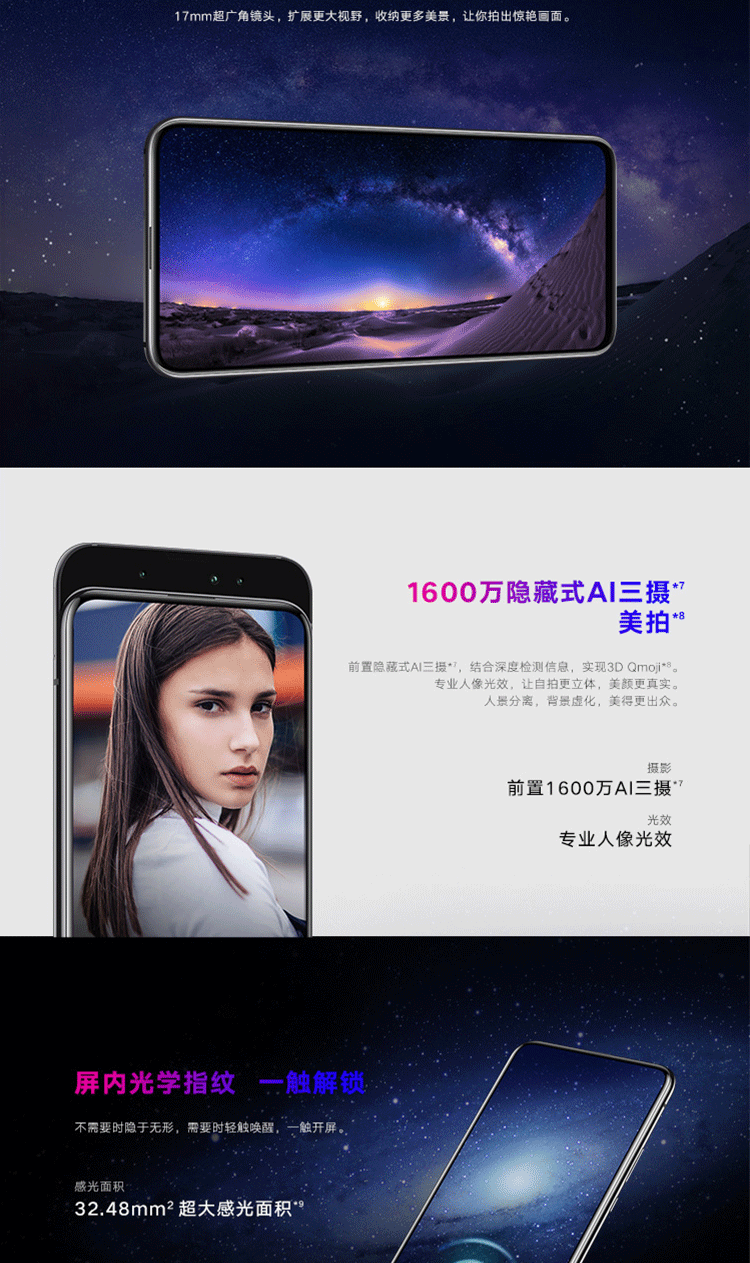 17mm超广角镜头，扩展更大视野，收纳更多美景，让你拍出惊艳画面。
1600万隐藏式AI三摄*7
美拍*8
前置隐藏式AI三摄*7，结合深度检测信息，实现3D Qmoji*8。
专业人像光效，让自拍更立体，美颜更真实。
人景分离，背景虚化，美得更出众。
摄影
前置1600万AI三摄*7
光效
专业人像光效
屏内光学指纹 一触解锁
不需要时隐于无形，需要时轻触唤醒，一触开屏。
感光面积
32.48mm² 超大感光面积*9